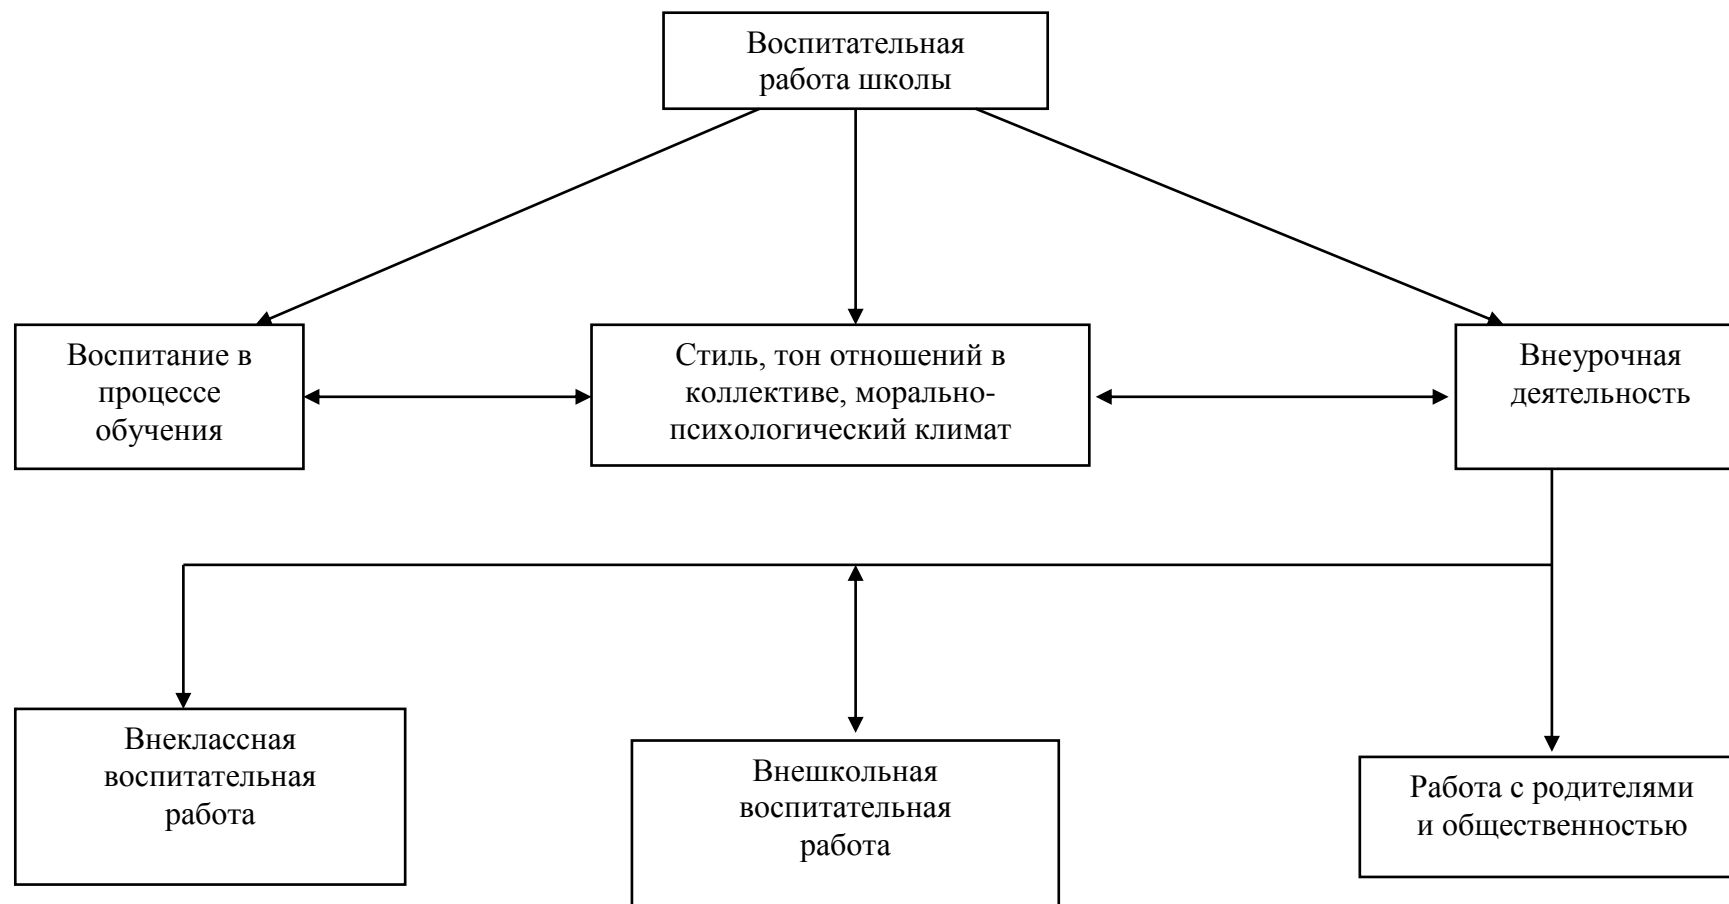 Воспитательная
работа школы
Воспитание в
процессе
обучения
Стиль, тон отношений в
коллективе, морально-
психологический климат
Внеурочная
деятельность
Внеклассная
воспитательная
работа
Внешкольная
воспитательная
работа
Работа с родителями
и общественностью